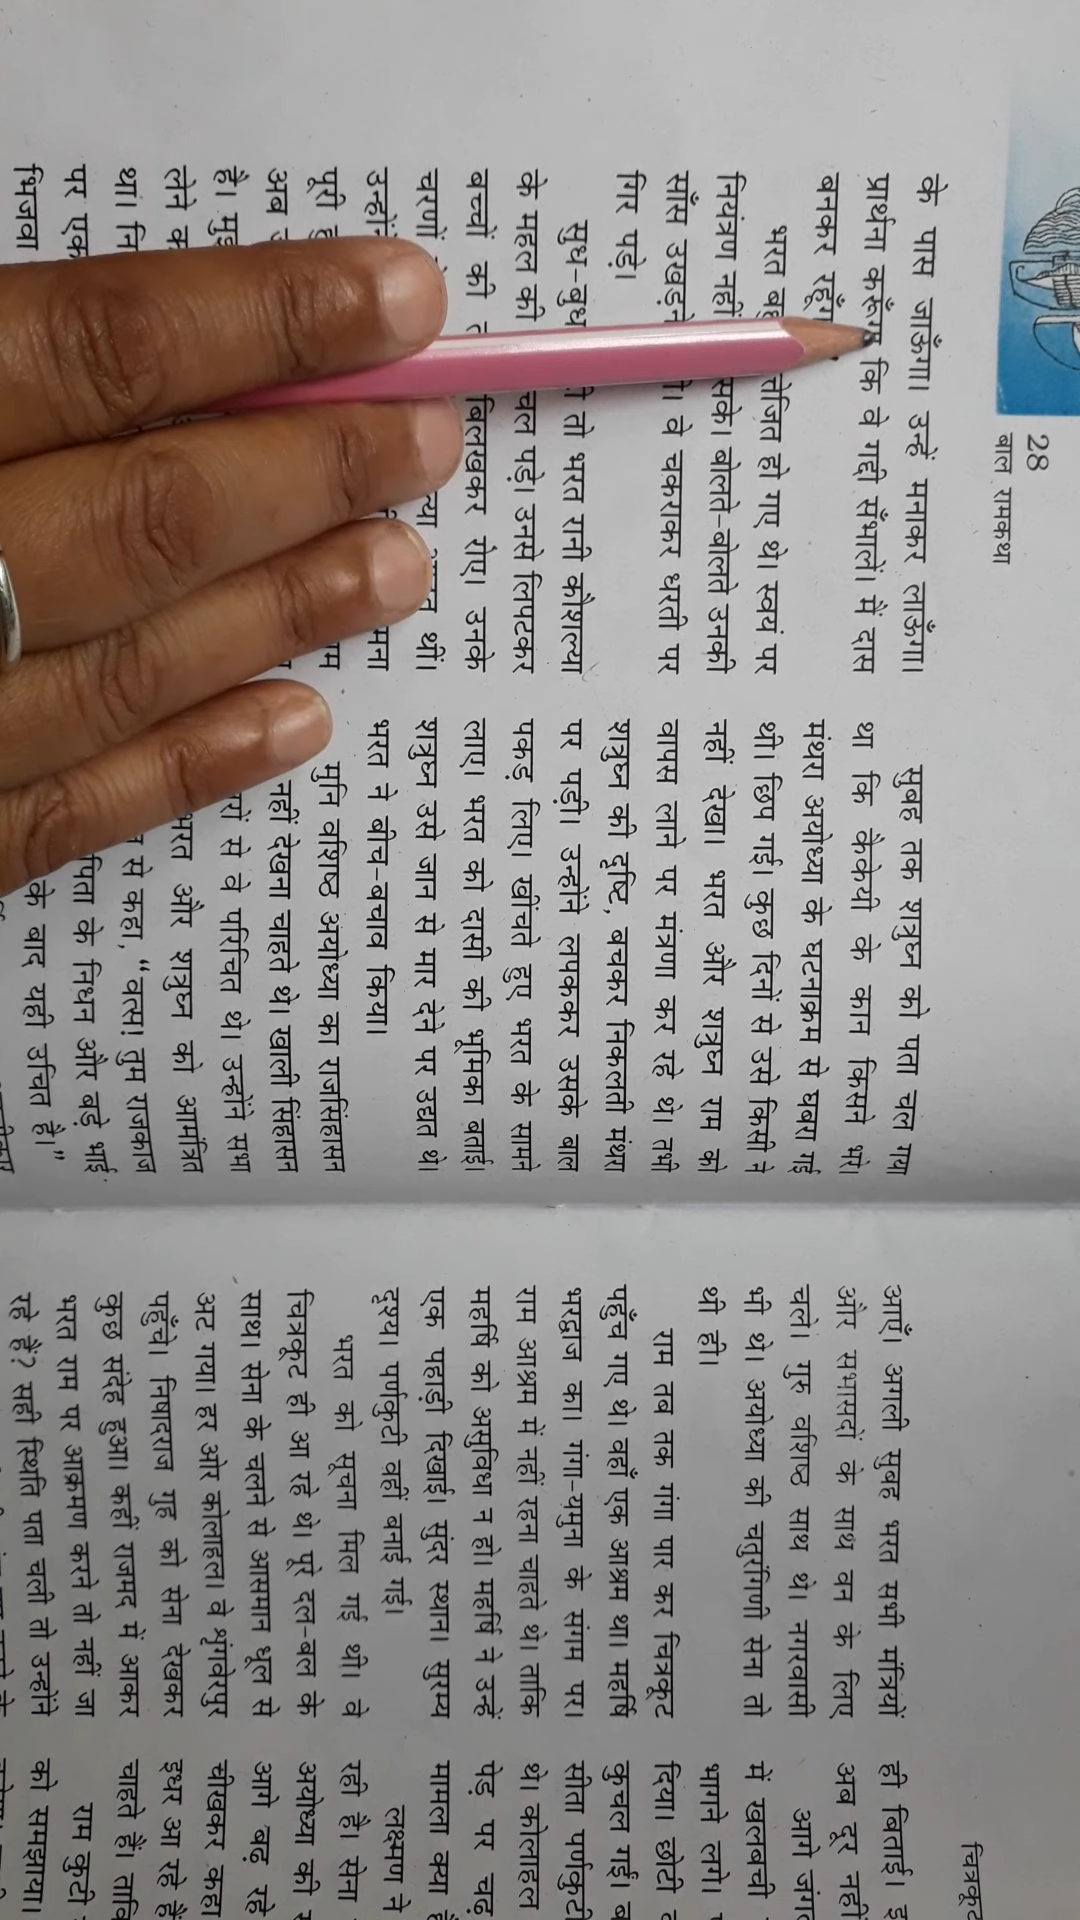 28
बाल रामकथा
के पास जाऊँगा। उन्हें मनाकर लाऊँगा।
प्रार्थना करूँगा कि वे गद्दी सँभालें। मैं दास
बनकर
भरत हो गए थे। स्वयं पर
नियंत्रण नहीं सके। बोलते-बोलते उनकी
साँस वे चकराकर धरती पर
गिर पड़े।
सुध-बुध तो भरत रानी कौशल्या
के महल की चल पड़े। उनसे लिपटकर
बच्चों की बिलखकर रोए। उनके
चरणों थीं।
पूरी
अब
है।
लेने
था।
पर एक
भिजवा
सुबह तक शत्रुघ्न को पता चल गया
था कि कैकेयी के कान किसने भरे।
मंथरा अयोध्या के घटनाक्रम से घबरा गई
थी। छिप गई। कुछ दिनों से उसे किसी ने
नहीं देखा। भरत और शत्रुघ्न राम को
वापस लाने पर मंत्रणा कर रहे थे। तभी
शत्रुघ्न की दृष्टि, बचकर निकलती मंथरा
पर पड़ी। उन्होंने लपककर उसके बाल
पकड़ लिए। खींचते हुए भरत के सामने
लाए। भरत को दासी की भूमिका बताई।
शत्रुघ्न उसे जान से मार देने पर उद्यत थे।
भरत ने बीच-बचाव किया।
मुनि वशिष्ठ अयोध्या का राजसिंहासन
नहीं देखना चाहते थे। खाली सिंहासन
से वे परिचित थे। उन्होंने सभा
भरत और शत्रुघ्न को आमंत्रित
से कहा, “वत्स! तुम राजकाज
पिता के निधन और बड़े भाई
के बाद यही उचित है।”
चित्रकूट
आएँ। अगली सुबह भरत सभी मंत्रियों
और सभासदों के साथ वन के लिए
चले। गुरु वशिष्ठ साथ थे। नगरवासी
भी थे। अयोध्या की चतुरंगिणी सेना तो
थी ही।
राम तब तक गंगा पार कर चित्रकूट
पहुँच गए थे। वहाँ एक आश्रम था। महर्षि
भरद्वाज का। गंगा-यमुना के संगम पर।
राम आश्रम में नहीं रहना चाहते थे। ताकि
महर्षि को असुविधा न हो। महर्षि ने उन्हें
एक पहाड़ी दिखाई। सुंदर स्थान। सुरम्य
दृश्य। पर्णकुटी वहीं बनाई गई।
भरत को सूचना मिल गई थी। वे
चित्रकूट ही आ रहे थे। पूरे दल-बल के
साथ। सेना के चलने से आसमान धूल से
अट गया। हर ओर कोलाहल। वे श्रृंगवेरपुर
पहुँचे। निषादराज गुह को सेना देखकर
कुछ संदेह हुआ। कहीं राजमद में आकर
भरत राम पर आक्रमण करने तो नहीं जा
रहे हैं? सही स्थिति पता चली तो उन्होंने
ही बिताई।
अब दूर नहीं
आगे
में खलबली
भागने लगे।
दिया। छोटी
कुचल गईं।
सीता पर्णकुटी
थे। कोलाहल
पेड़ पर चढ़
मामला क्या
लक्ष्मण ने
रही है। सेना
अयोध्या की
आगे बढ़ रहे
चीखकर कहा
इधर आ रहे हैं
चाहते हैं।
राम कुटी
को समझाया।